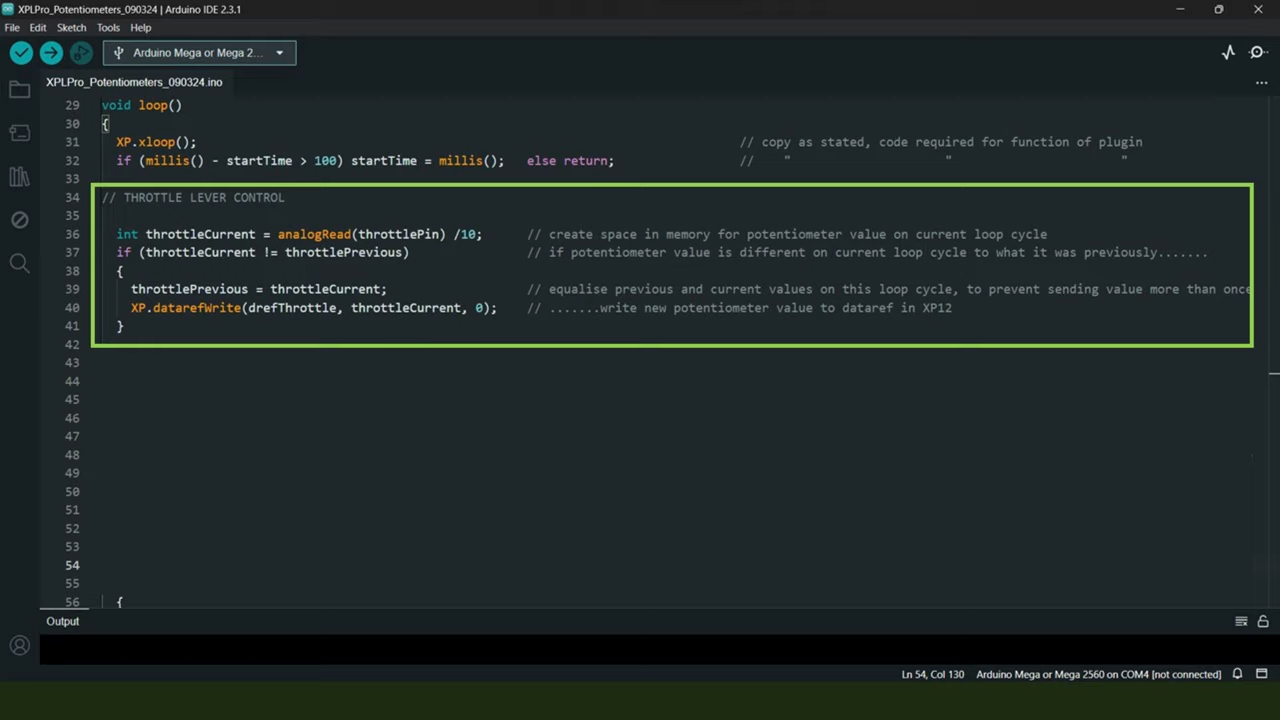 XPLPro_Potentiometers_090324 | Arduino IDE 2.3.1
File Edit Sketch Tools Help
Arduino Mega or Mega 2...
XPLPro_Potentiometers_090324.ino
29 void loop()
30 {
31 XP.xloop(); // copy as stated, code required for function of plugin
32 if (millis() - startTime > 100) startTime = millis(); else return; // " " "
33
34 // THROTTLE LEVER CONTROL
35
36 int throttleCurrent = analogRead(throttlePin) /10; // create space in memory for potentiometer value on current loop cycle
37 if (throttleCurrent != throttlePrevious) // if potentiometer value is different on current loop cycle to what it was previously.......
38 {
39 throttlePrevious = throttleCurrent; // equalise previous and current values on this loop cycle, to prevent sending value more than once
40 XP.datarefWrite(drefThrottle, throttleCurrent, 0); // .......write new potentiometer value to dataref in XP12
41 }
42
43
44
45
46
47
48
49
50
51
52
53
54
55
56 {
Output
Ln 54, Col 130 Arduino Mega or Mega 2560 on COM4 [not connected]